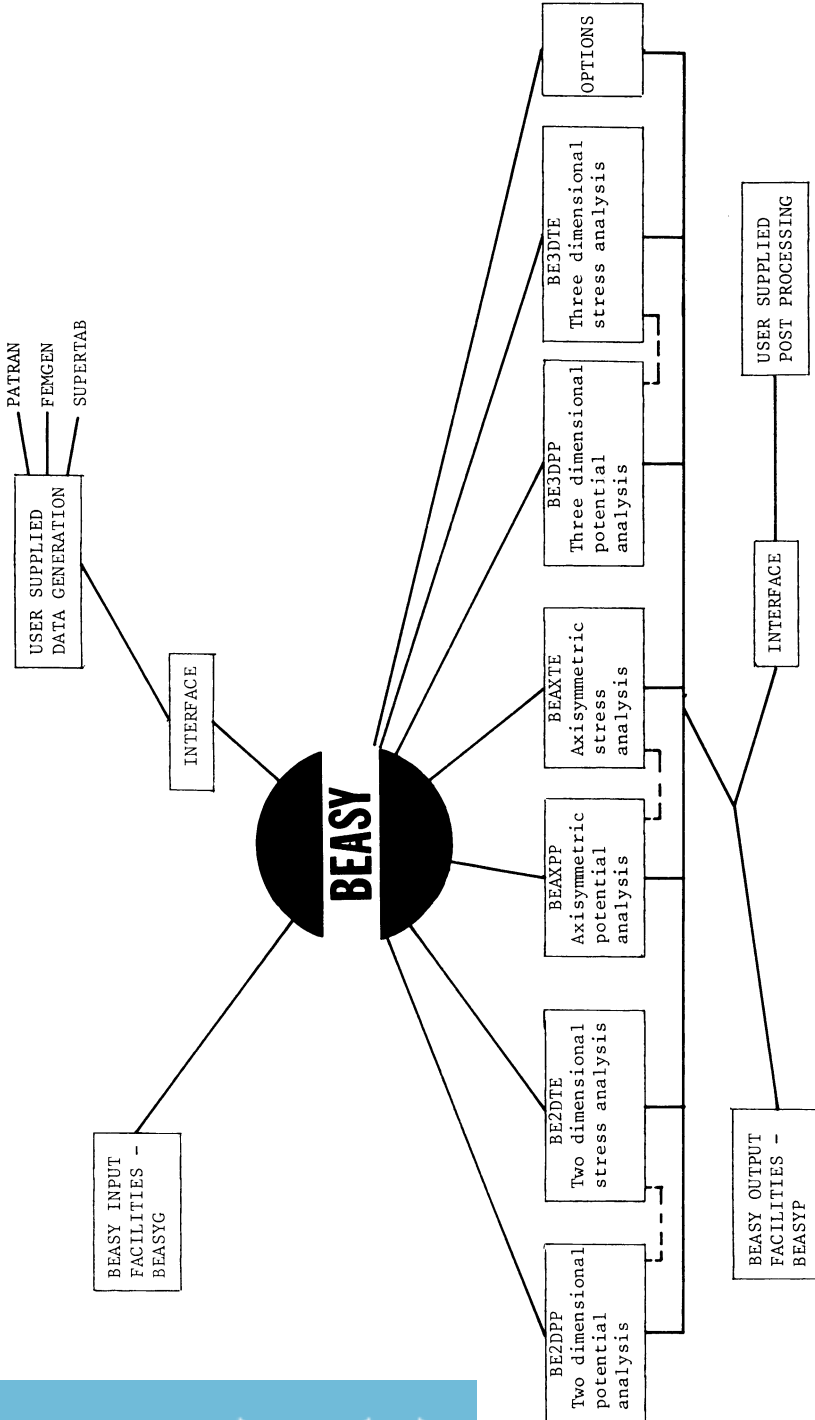 BEASY INPUT
FACILITIES -
BEASYG
USER SUPPLIED
DATA GENERATION
PATRAN
FEMGEN
SUPERTAB
INTERFACE
BEASY
BE2DPP
Two dimensional
potential
analysis
BE2DTE
Two dimensional
stress analysis
BEAXPP
Axisymmetric
potential
analysis
BEAXTE
Axisymmetric
stress
analysis
BE3DPP
Three dimensional
potential
analysis
BE3DTE
Three dimensional
stress analysis
OPTIONS
BEASY OUTPUT
FACILITIES -
BEASYP
INTERFACE
USER SUPPLIED
POST PROCESSING